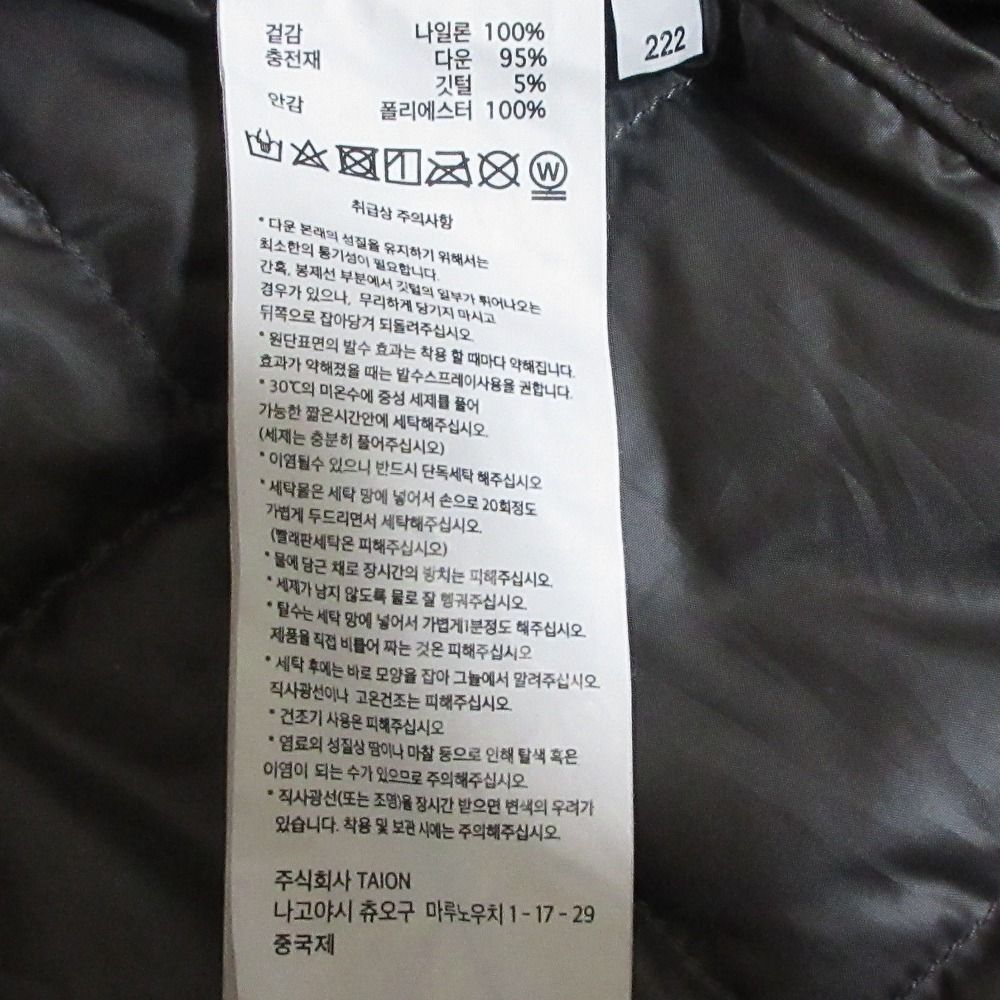 겉감 나일론 100%
충전재 다운 95%
깃털 5%
안감 폴리에스터 100%
222
W
취급상 주의사항
* 다운 본래의 성질을 유지하기 위해서는
최소한의 통기성이 필요합니다.
간혹, 봉제선 부분에서 깃털의 일부가 튀어나오는
경우가 있으나, 무리하게 당기지 마시고
뒤쪽으로 잡아당겨 되돌려주십시오.
* 원단표면의 발수 효과는 착용 할 때마다 약해집니다.
효과가 약해졌을 때는 발수스프레이사용을 권합니다.
* 30℃의 미온수에 중성 세제를 풀어
가능한 짧은시간안에 세탁해주십시오.
(세제는 충분히 풀어주십시오)
* 이염될수 있으니 반드시 단독세탁 해주십시오
* 세탁물은 세탁 망에 넣어서 손으로 20회정도
가볍게 두드리면서 세탁해주십시오.
(빨래판세탁은 피해주십시오)
* 물에 담근 채로 장시간의 방치는 피해주십시오.
* 세제가 남지 않도록 물로 잘 헹궈주십시오.
* 탈수는 세탁 망에 넣어서 가볍게1분정도 해주십시오.
제품을 직접 비틀어 짜는 것은 피해주십시오
* 세탁 후에는 바로 모양을 잡아 그늘에서 말려주십시오.
직사광선이나 고온건조는 피해주십시오.
* 건조기 사용은 피해주십시오
* 염료의 성질상 땀이나 마찰 등으로 인해 탈색 혹은
이염이 되는 수가 있으므로 주의해주십시오.
* 직사광선(또는 조명)을 장시간 받으면 변색의 우려가
있습니다. 착용 및 보관 시에는 주의해주십시오.
주식회사 TAION
나고야시 츄오구 마루노우치 1-17-29
중국제